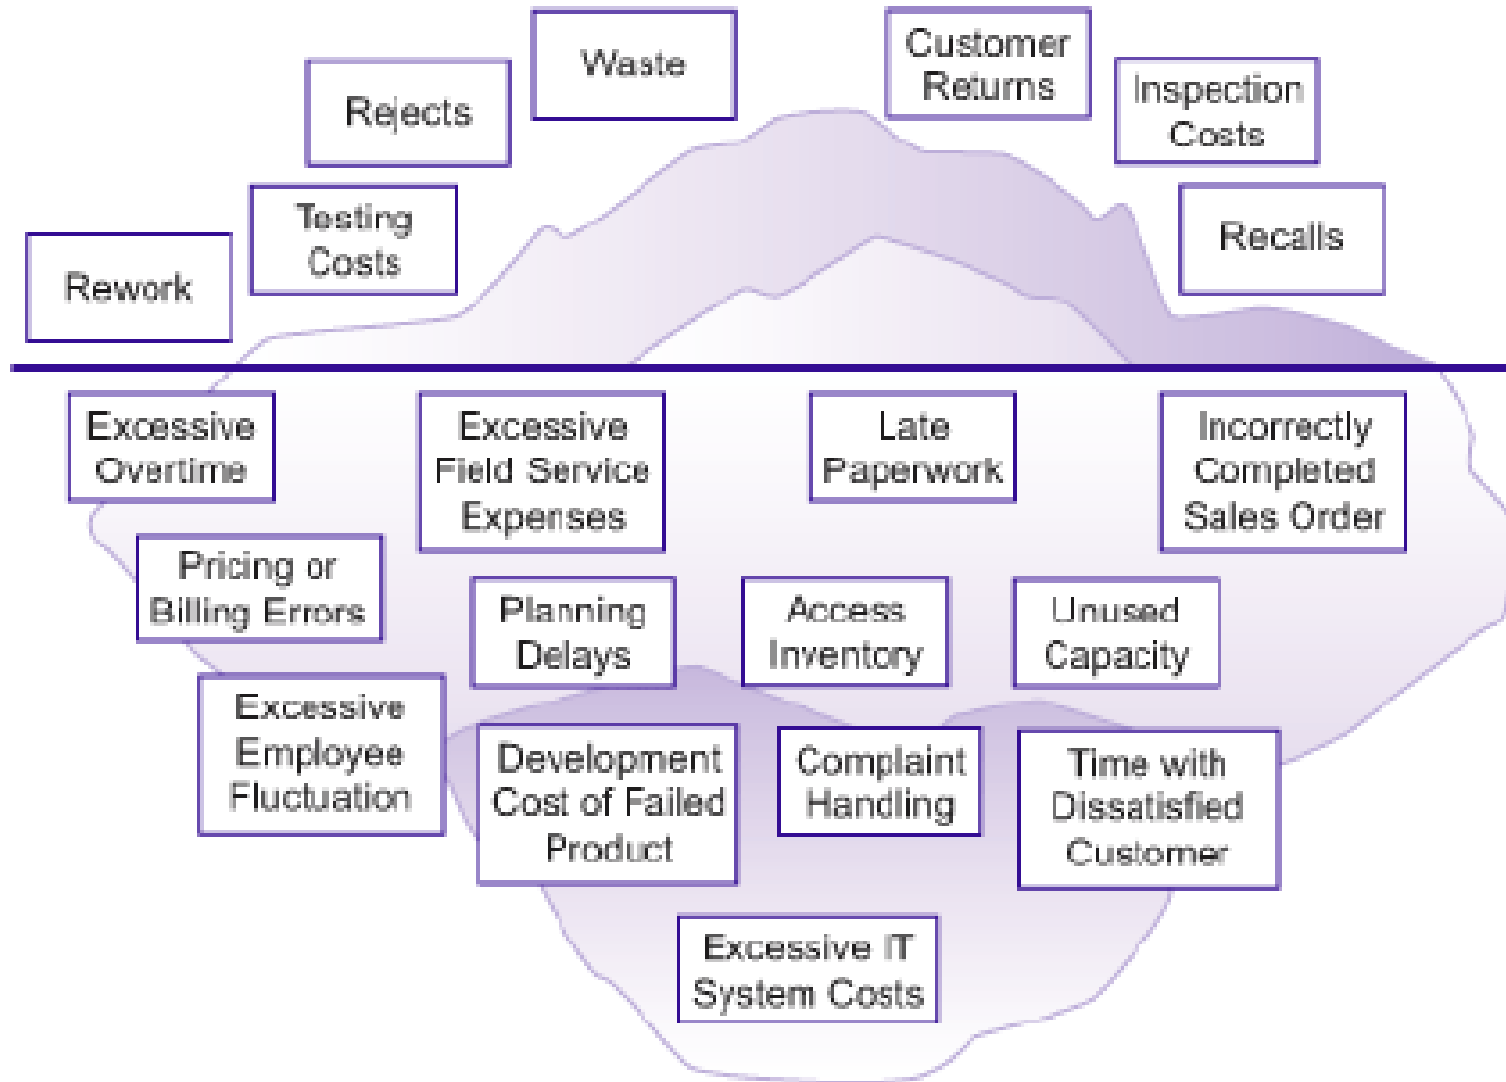 Waste
Customer
Returns
Rejects
Inspection
Costs
Testing
Costs
Recalls
Rework
Excessive
Overtime
Excessive
Field Service
Expenses
Late
Paperwork
Incorrectly
Completed
Sales Order
Pricing or
Billing Errors
Planning
Delays
Access
Inventory
Unused
Capacity
Excessive
Employee
Fluctuation
Development
Cost of Failed
Product
Complaint
Handling
Time with
Dissatisfied
Customer
Excessive IT
System Costs